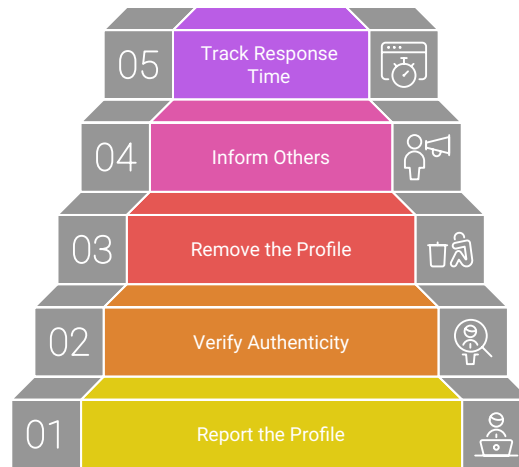 05
Track Response
Time
04
Inform Others
03
Remove the Profile
02
Verify Authenticity
01
Report the Profile